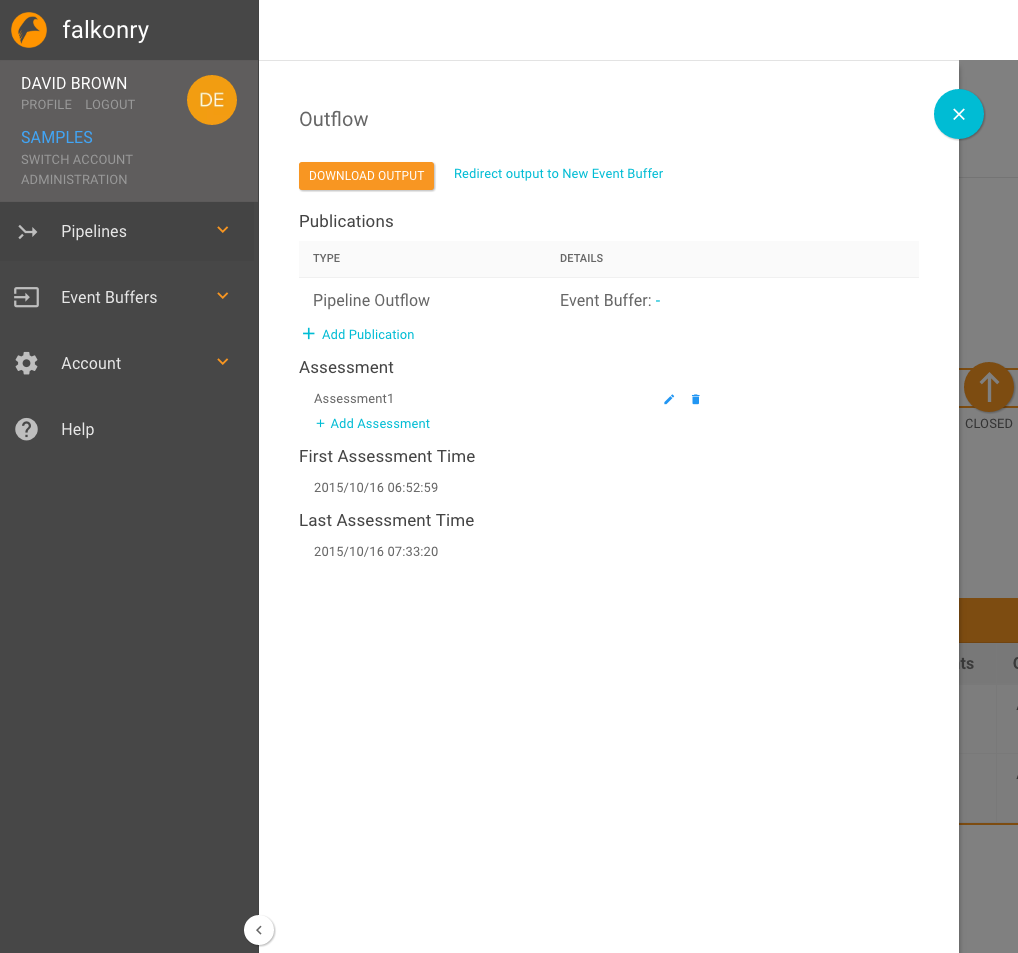 falkonry
DAVID BROWN
PROFILE LOGOUT
DE
SAMPLES
SWITCH ACCOUNT
ADMINISTRATION
Pipelines
Event Buffers
Account
Help
Outflow
DOWNLOAD OUTPUT Redirect output to New Event Buffer
Publications
TYPE DETAILS
Pipeline Outflow Event Buffer: -
+ Add Publication
Assessment
Assessment1
+ Add Assessment
First Assessment Time
2015/10/16 06:52:59
Last Assessment Time
2015/10/16 07:33:20
CLOSED